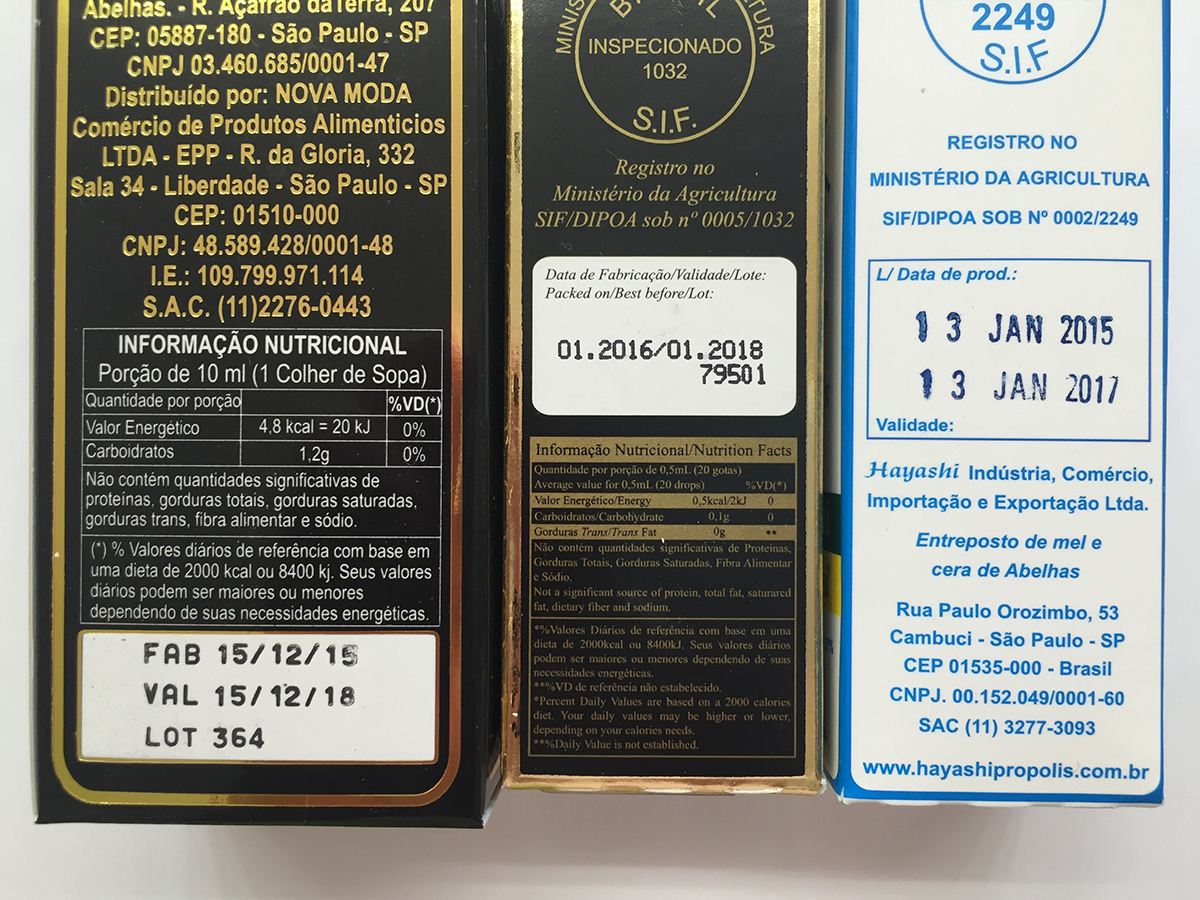 Abelhas. - R. Açafrão da Terra, 207
CEP: 05887-180 - São Paulo - SP
CNPJ 03.460.685/0001-47
Distribuído por: NOVA MODA
Comércio de Produtos Alimenticios
LTDA - EPP - R. da Gloria, 332
Sala 34 - Liberdade - São Paulo - SP
CEP: 01510-000
CNPJ: 48.589.428/0001-48
I.E.: 109.799.971.114
S.A.C. (11)2276-0443
INFORMAÇÃO NUTRICIONAL
Porção de 10 ml (1 Colher de Sopa)
Quantidade por porção %VD(*)
Valor Energético 4,8 kcal = 20 kJ 0%
Carboidratos 1,2g 0%
Não contém quantidades significativas de
proteínas, gorduras totais, gorduras saturadas,
gorduras trans, fibra alimentar e sódio.
(*) % Valores diários de referência com base em
uma dieta de 2000 kcal ou 8400 kj. Seus valores
diários podem ser maiores ou menores
dependendo de suas necessidades energéticas.
FAB 15/12/15
VAL 15/12/18
LOT 364
INSPECIONADO
1032
S.I.F.
Registro no
Ministério da Agricultura
SIF/DIPOA sob nº 0005/1032
Data de Fabricação/Validade/Lote:
Packed on/Best before/Lot:
01.2016/01.2018
79501
Informação Nutricional/Nutrition Facts
Quantidade por porção de 0,5mL (20 gotas)
Average value for 0,5mL (20 drops) %VD(*)
Valor Energético/Energy 0,5kcal/2kJ 0
Carboidratos/Carbohydrate 0,1g 0
Gorduras Trans/Trans Fat 0g **
Não contém quantidades significativas de Proteínas,
Gorduras Totais, Gorduras Saturadas, Fibra Alimentar
e Sódio.
Not a significant source of protein, total fat, saturared
fat, dietary fiber and sodium.
*%Valores Diários de referência com base em uma
dieta de 2000kcal ou 8400kJ. Seus valores diários
podem ser maiores ou menores dependendo de suas
necessidades energéticas.
**%VD de referência não estabelecido.
*Percent Daily Values are based on a 2000 calories
diet. Your daily values may be higher or lower,
depending on your calories needs.
**%Daily Value is not established.
2249
S.I.F
REGISTRO NO
MINISTÉRIO DA AGRICULTURA
SIF/DIPOA SOB Nº 0002/2249
L/ Data de prod.:
13 JAN 2015
13 JAN 2017
Validade:
Hayashi Indústria, Comércio,
Importação e Exportação Ltda.
Entreposto de mel e
cera de Abelhas
Rua Paulo Orozimbo, 53
Cambuci - São Paulo - SP
CEP 01535-000 - Brasil
CNPJ. 00.152.049/0001-60
SAC (11) 3277-3093
www.hayashipropolis.com.br